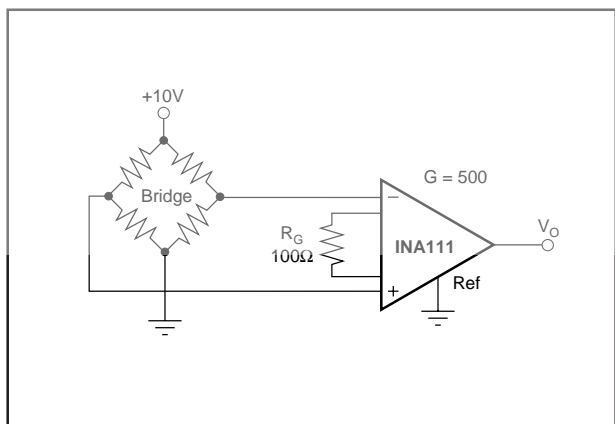 +10V
Bridge
G = 500
−
R_G
100Ω
INA111
V_O
+
Ref